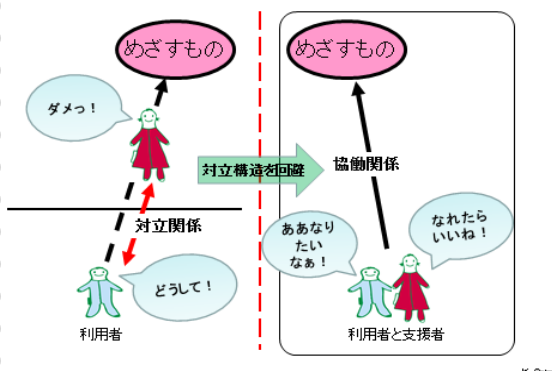 めざすもの
ダメっ！
対立関係
どうして！
利用者
対立構造を回避
めざすもの
協働関係
ああなり
たい
なぁ！
なれたら
いいね！
利用者と支援者